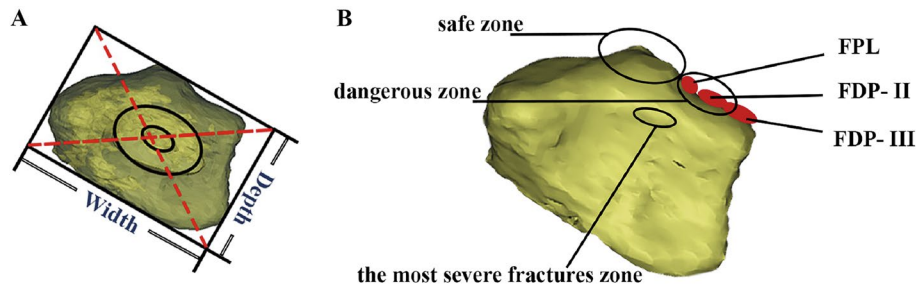 A
Width
Depth
B
safe zone
FPL
dangerous zone
FDP- II
FDP- III
the most severe fractures zone